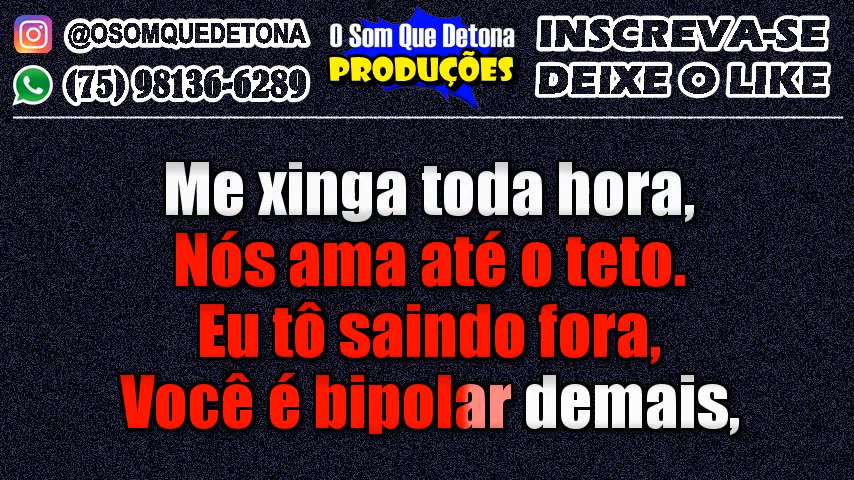 @OSOMQUEDETONA
(75) 98136-6289
O Som Que Detona
PRODUÇÕES
INSCREVA-SE
DEIXE O LIKE
Me xinga toda hora,
Nós ama até o teto.
Eu tô saindo fora,
Você é bipolar demais,